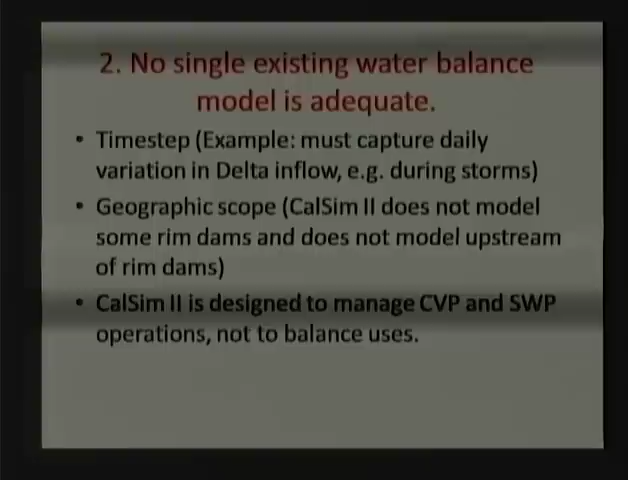 2. No single existing water balance
model is adequate.
• Timestep (Example: must capture daily
variation in Delta inflow, e.g. during storms)
• Geographic scope (CalSim II does not model
some rim dams and does not model upstream
of rim dams)
• CalSim II is designed to manage CVP and SWP
operations, not to balance uses.